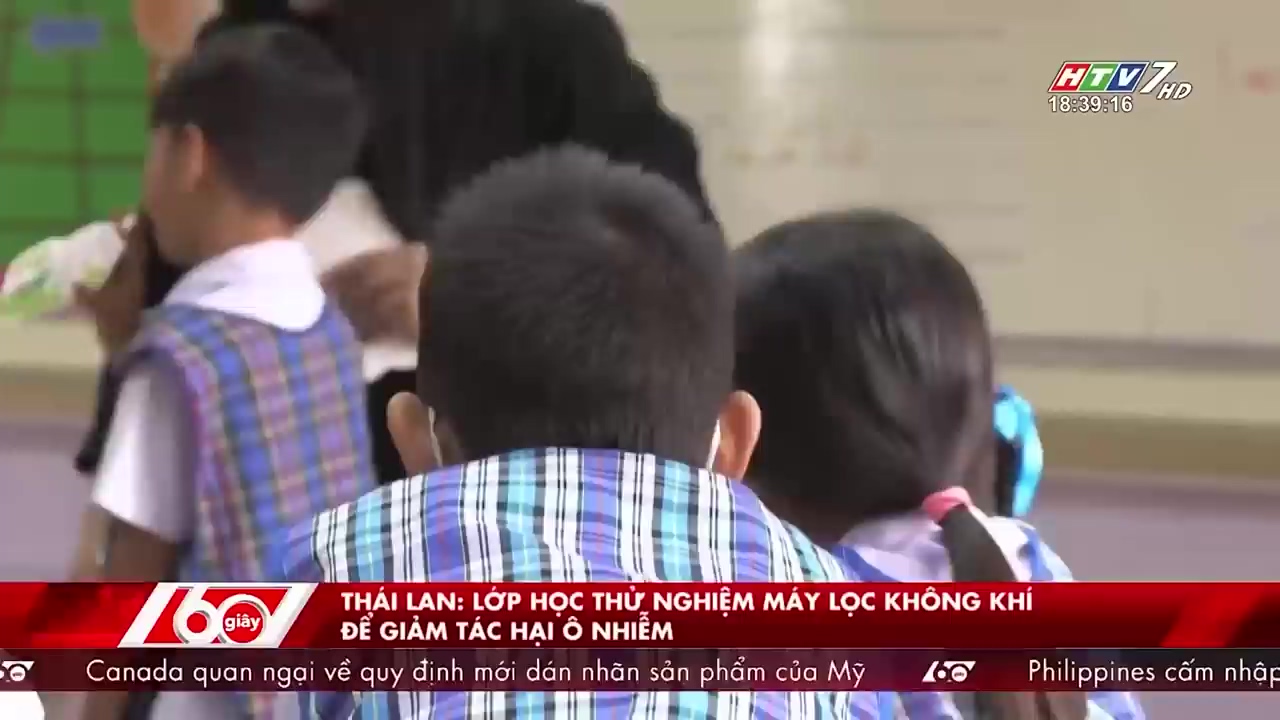 HTV7 HD
18:39:16
60 giây
THÁI LAN: LỚP HỌC THỬ NGHIỆM MÁY LỌC KHÔNG KHÍ
ĐỂ GIẢM TÁC HẠI Ô NHIỄM
Canada quan ngại về quy định mới dán nhãn sản phẩm của Mỹ 60 giây Philippines cấm nhập